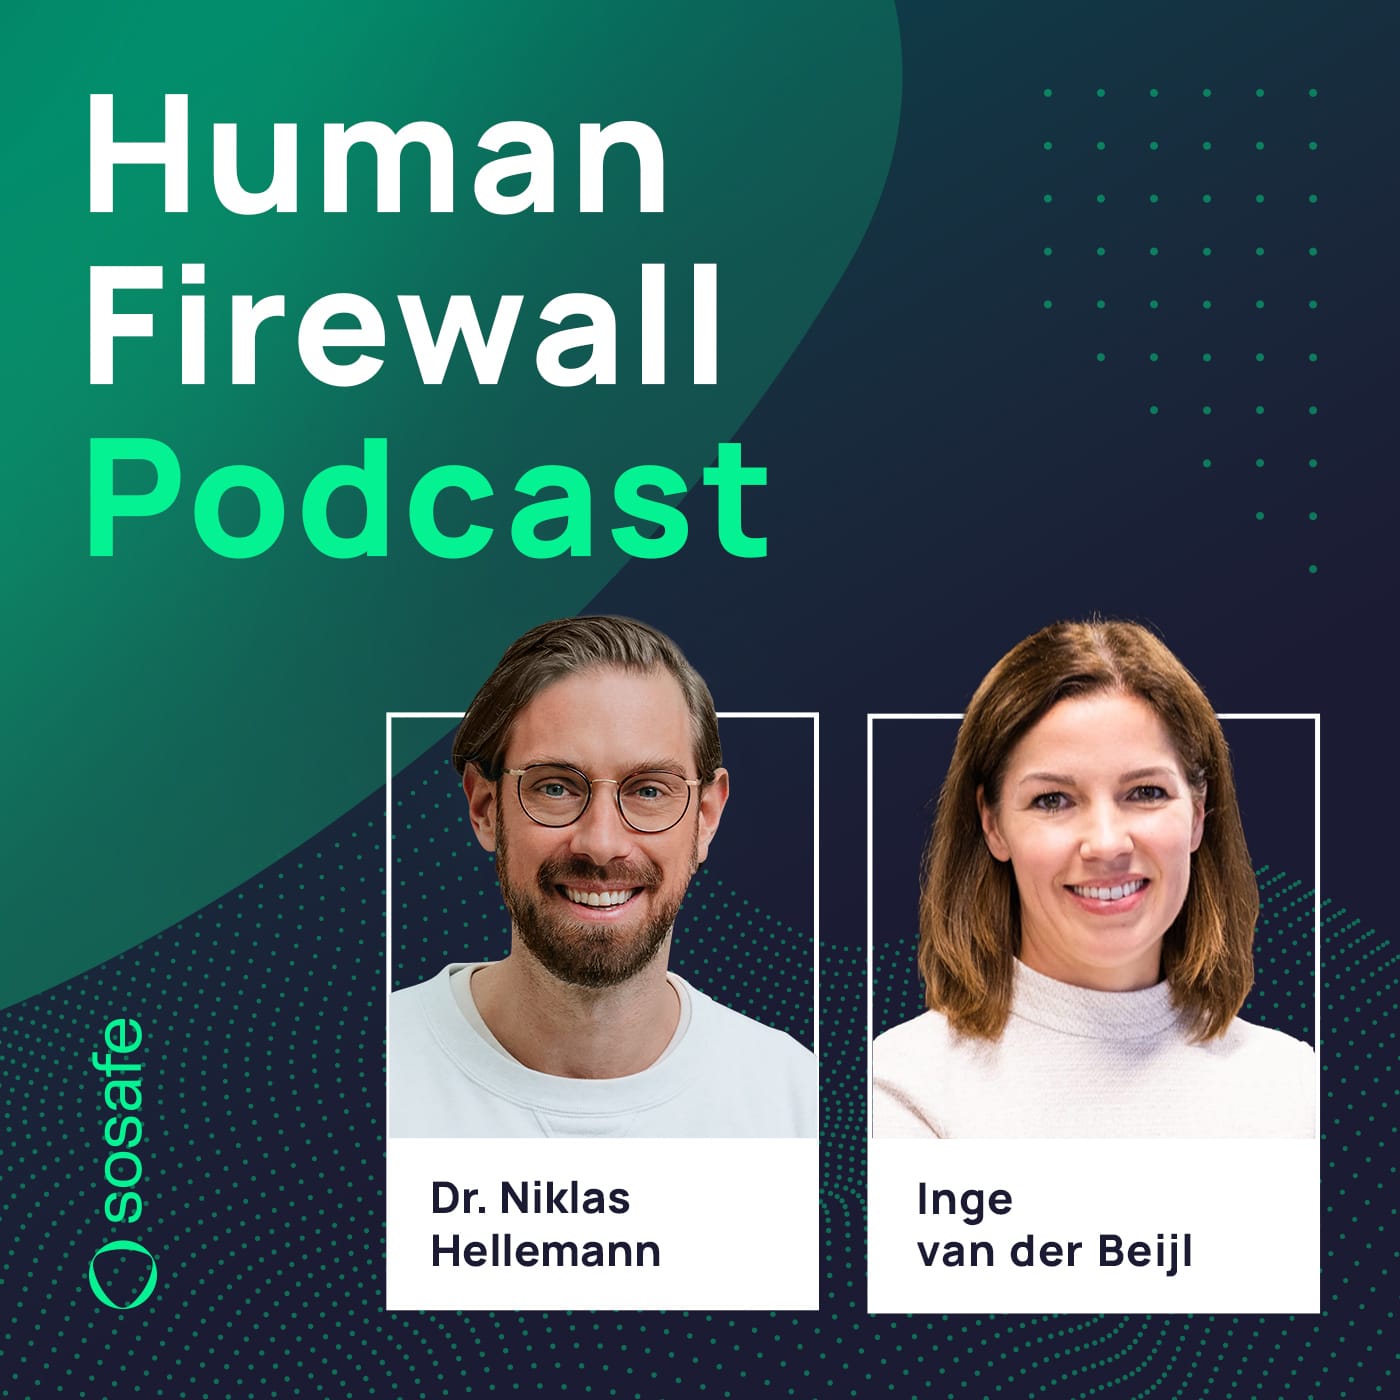 Human
Firewall
Podcast
sosafe
Dr. Niklas
Hellemann
Inge
van der Beijl